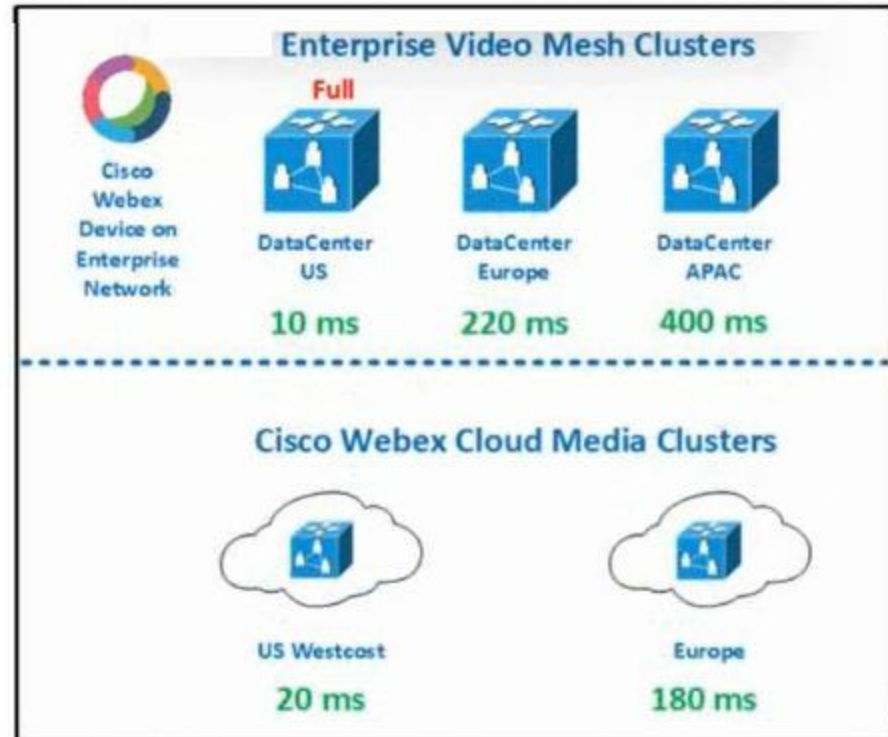 Enterprise Video Mesh Clusters
Full
Cisco
Webex
Device on
Enterprise
Network
DataCenter
US
10 ms
DataCenter
Europe
220 ms
DataCenter
APAC
400 ms
Cisco Webex Cloud Media Clusters
US Westcost
20 ms
Europe
180 ms